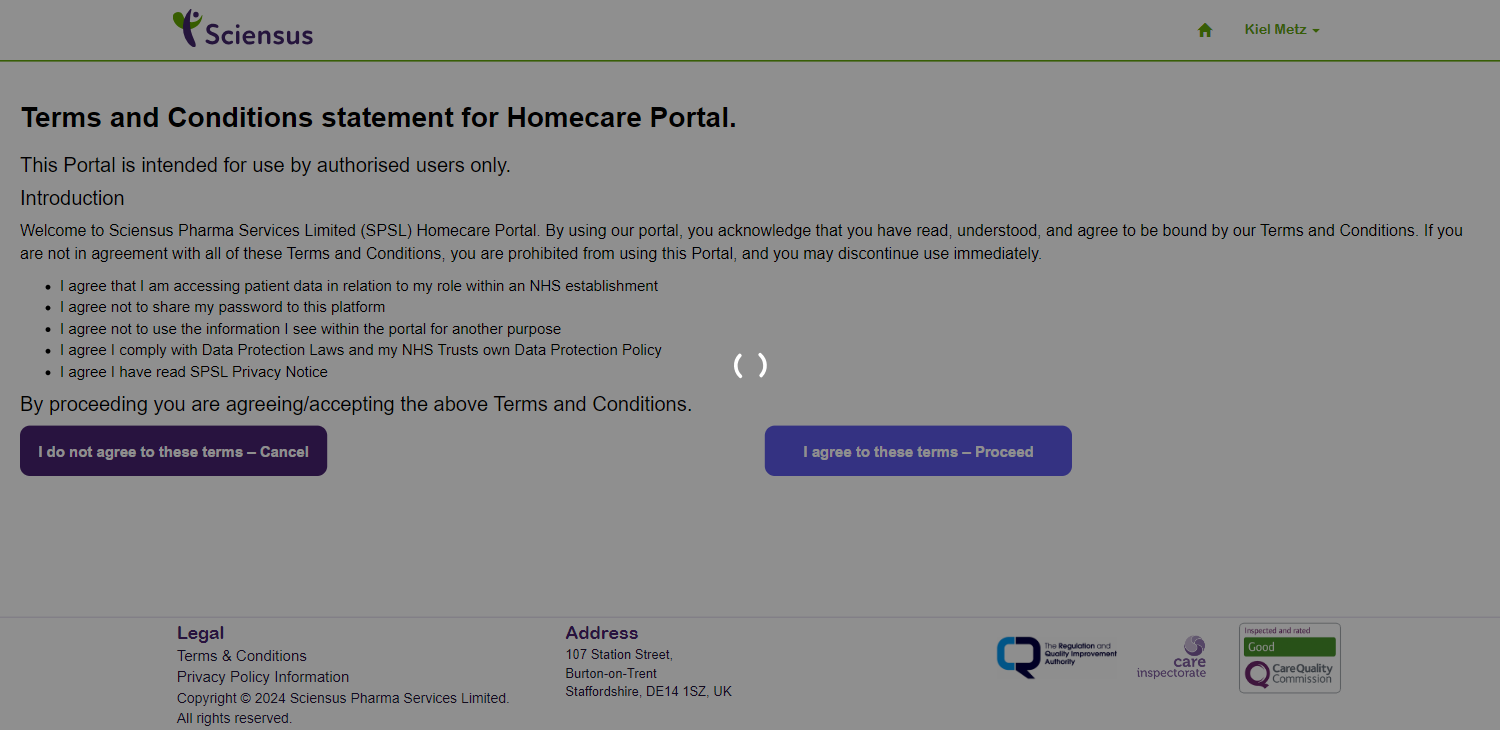 Sciensus
Kiel Metz
Terms and Conditions statement for Homecare Portal.
This Portal is intended for use by authorised users only.
Introduction
Welcome to Sciensus Pharma Services Limited (SPSL) Homecare Portal. By using our portal, you acknowledge that you have read, understood, and agree to be bound by our Terms and Conditions. If you
are not in agreement with all of these Terms and Conditions, you are prohibited from using this Portal, and you may discontinue use immediately.
• I agree that I am accessing patient data in relation to my role within an NHS establishment
• I agree not to share my password to this platform
• I agree not to use the information I see within the portal for another purpose
• I agree I comply with Data Protection Laws and my NHS Trusts own Data Protection Policy
• I agree I have read SPSL Privacy Notice
By proceeding you are agreeing/accepting the above Terms and Conditions.
I do not agree to these terms – Cancel
I agree to these terms – Proceed
Legal
Terms & Conditions
Privacy Policy Information
Copyright © 2024 Sciensus Pharma Services Limited.
All rights reserved.
Address
107 Station Street,
Burton-on-Trent
Staffordshire, DE14 1SZ, UK
The Regulation and
Quality Improvement
Authority
care
inspectorate
Inspected and rated
Good
CareQuality
Commission